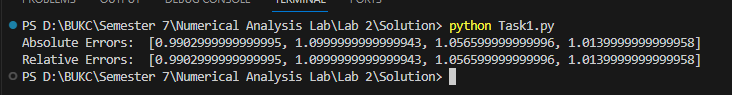 PROBLEMS OUTPUT DEBUG CONSOLE TERMINAL PORTS
PS D:\BUKC\Semester 7\Numerical Analysis Lab\Lab 2\Solution> python Task1.py
Absolute Errors:  [0.9902999999999995, 1.0999999999999943, 1.056599999999996, 1.0139999999999958]
Relative Errors:  [0.9902999999999995, 1.0999999999999943, 1.056599999999996, 1.0139999999999958]
PS D:\BUKC\Semester 7\Numerical Analysis Lab\Lab 2\Solution>